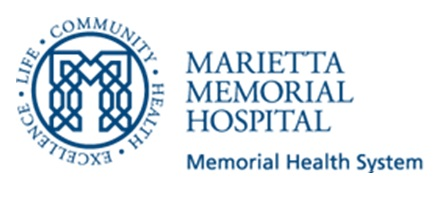 LIFE • COMMUNITY • HEALTH • EXCELLENCE •
MARIETTA
MEMORIAL
HOSPITAL
Memorial Health System